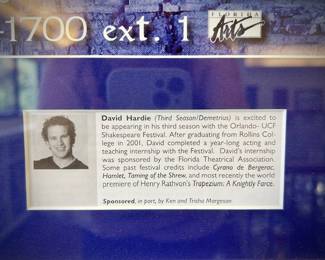 -1700 ext. 1
FLORIDA
Arts
David Hardie (Third Season/Demetrius) is excited to
be appearing in his third season with the Orlando- UCF
Shakespeare Festival. After graduating from Rollins Col-
lege in 2001, David completed a year-long acting and
teaching internship with the Festival. David's internship
was sponsored by the Florida Theatrical Association.
Some past festival credits include Cyrano de Bergerac,
Hamlet, Taming of the Shrew, and most recently the world
premiere of Henry Rathvon's Trapezium: A Knightly Farce.
Sponsored, in part, by Ken and Trisha Margeson